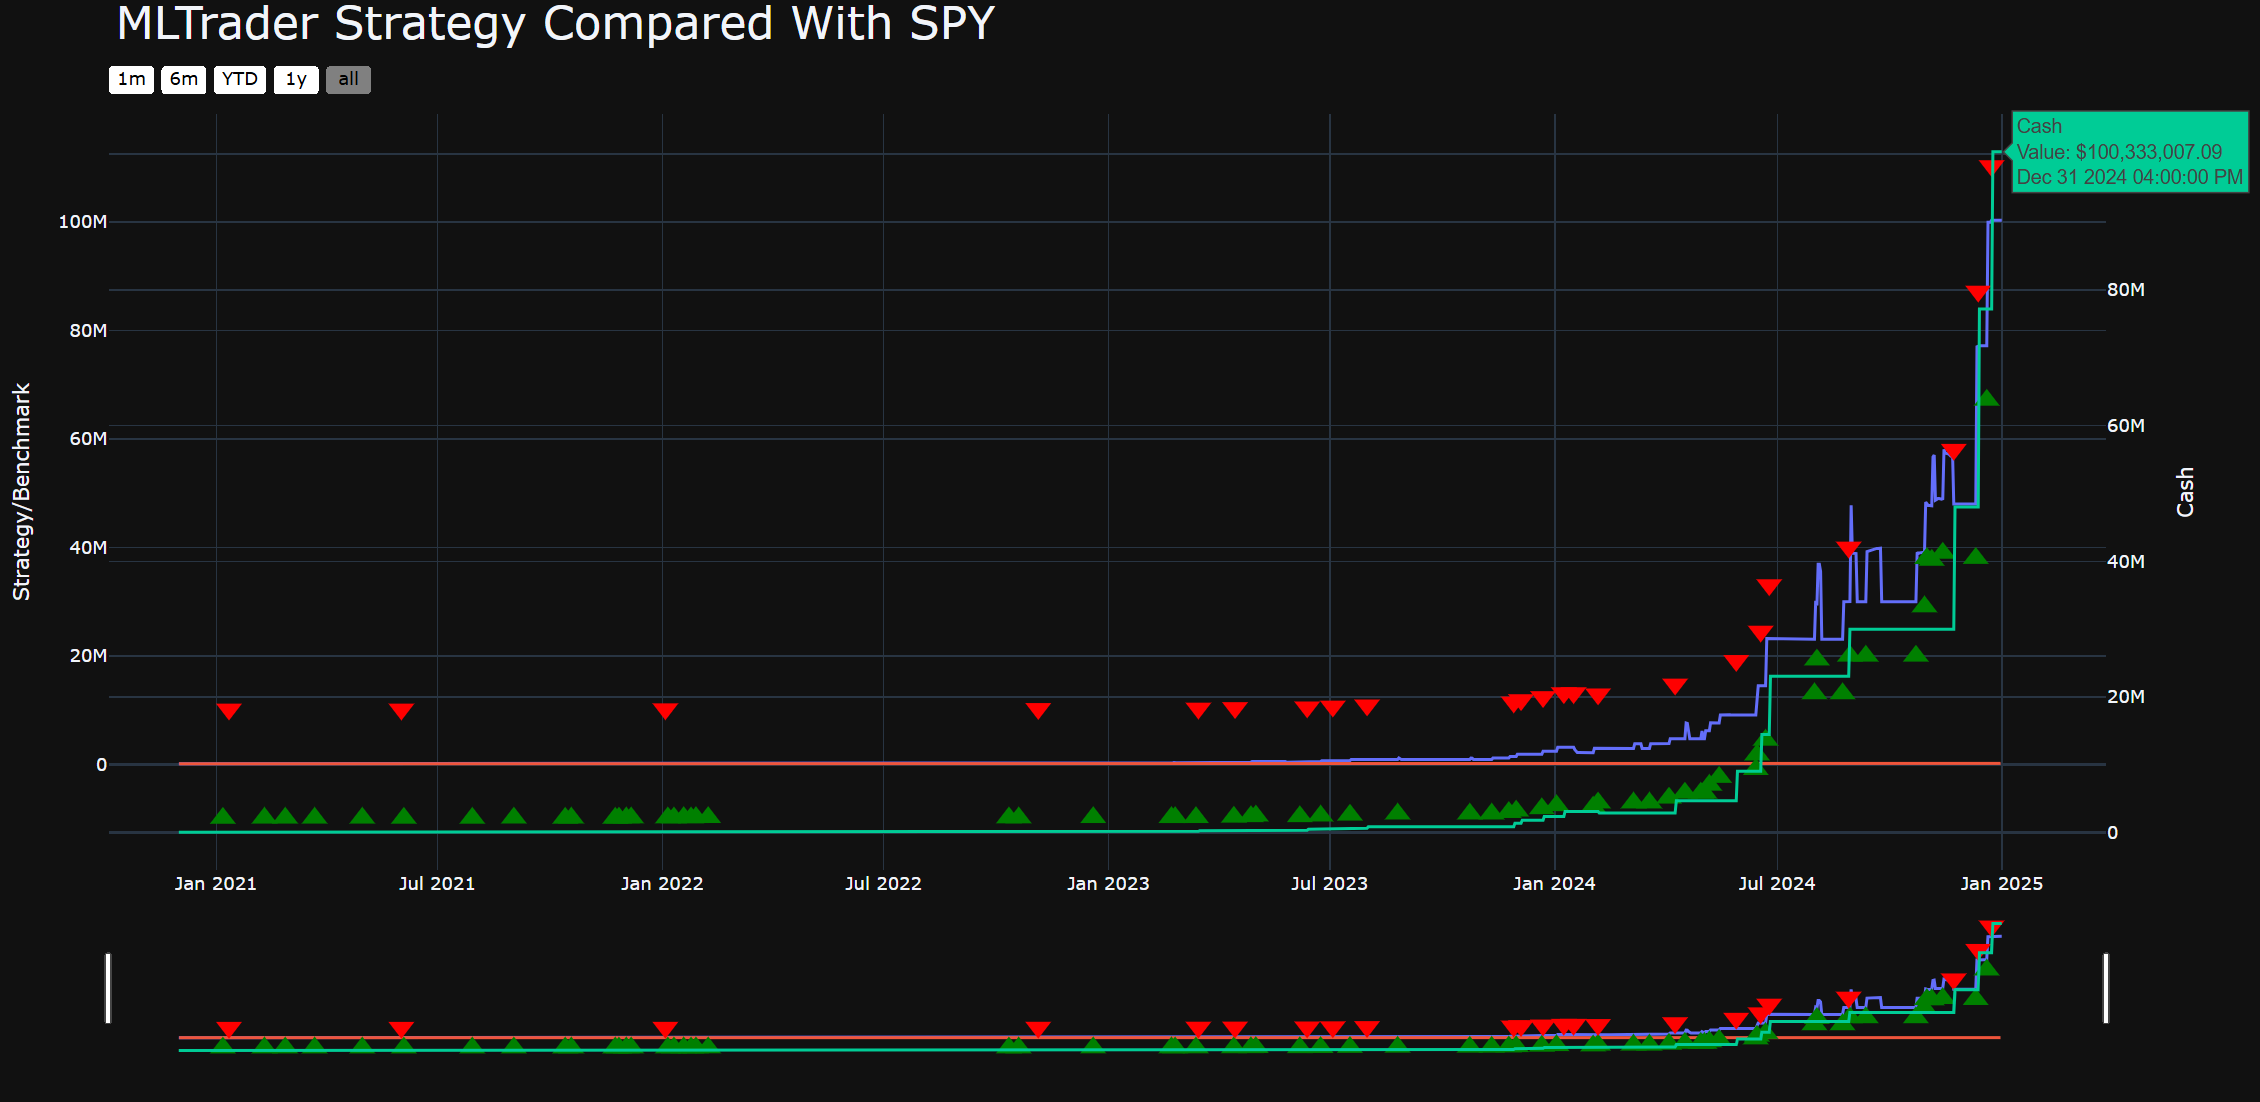 MLTrader Strategy Compared With SPY
1m 6m YTD 1y all
Cash
Value: $100,333,007.09
Dec 31 2024 04:00:00 PM
100M
80M
60M
40M
20M
0
Strategy/Benchmark
80M
60M
40M
20M
0
Cash
Jan 2021 Jul 2021 Jan 2022 Jul 2022 Jan 2023 Jul 2023 Jan 2024 Jul 2024 Jan 2025